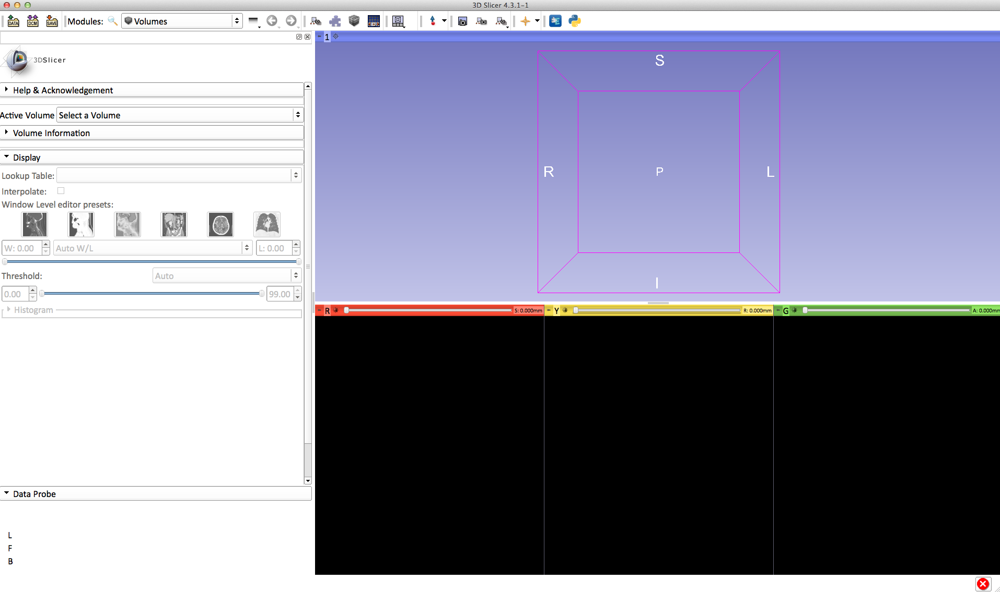 3D Slicer 4.3.1-1
DATA DCM SAVE Modules: Volumes
1
3DSlicer
Help & Acknowledgement
Active Volume Select a Volume
Volume Information
Display
Lookup Table:
Interpolate:
Window Level editor presets:
W: 0.00 Auto W/L L: 0.00
Threshold: Auto
0.00 99.00
Histogram
Data Probe
L
F
B
S
R P L
I
R S: 0.000mm Y R: 0.000mm G A: 0.000mm